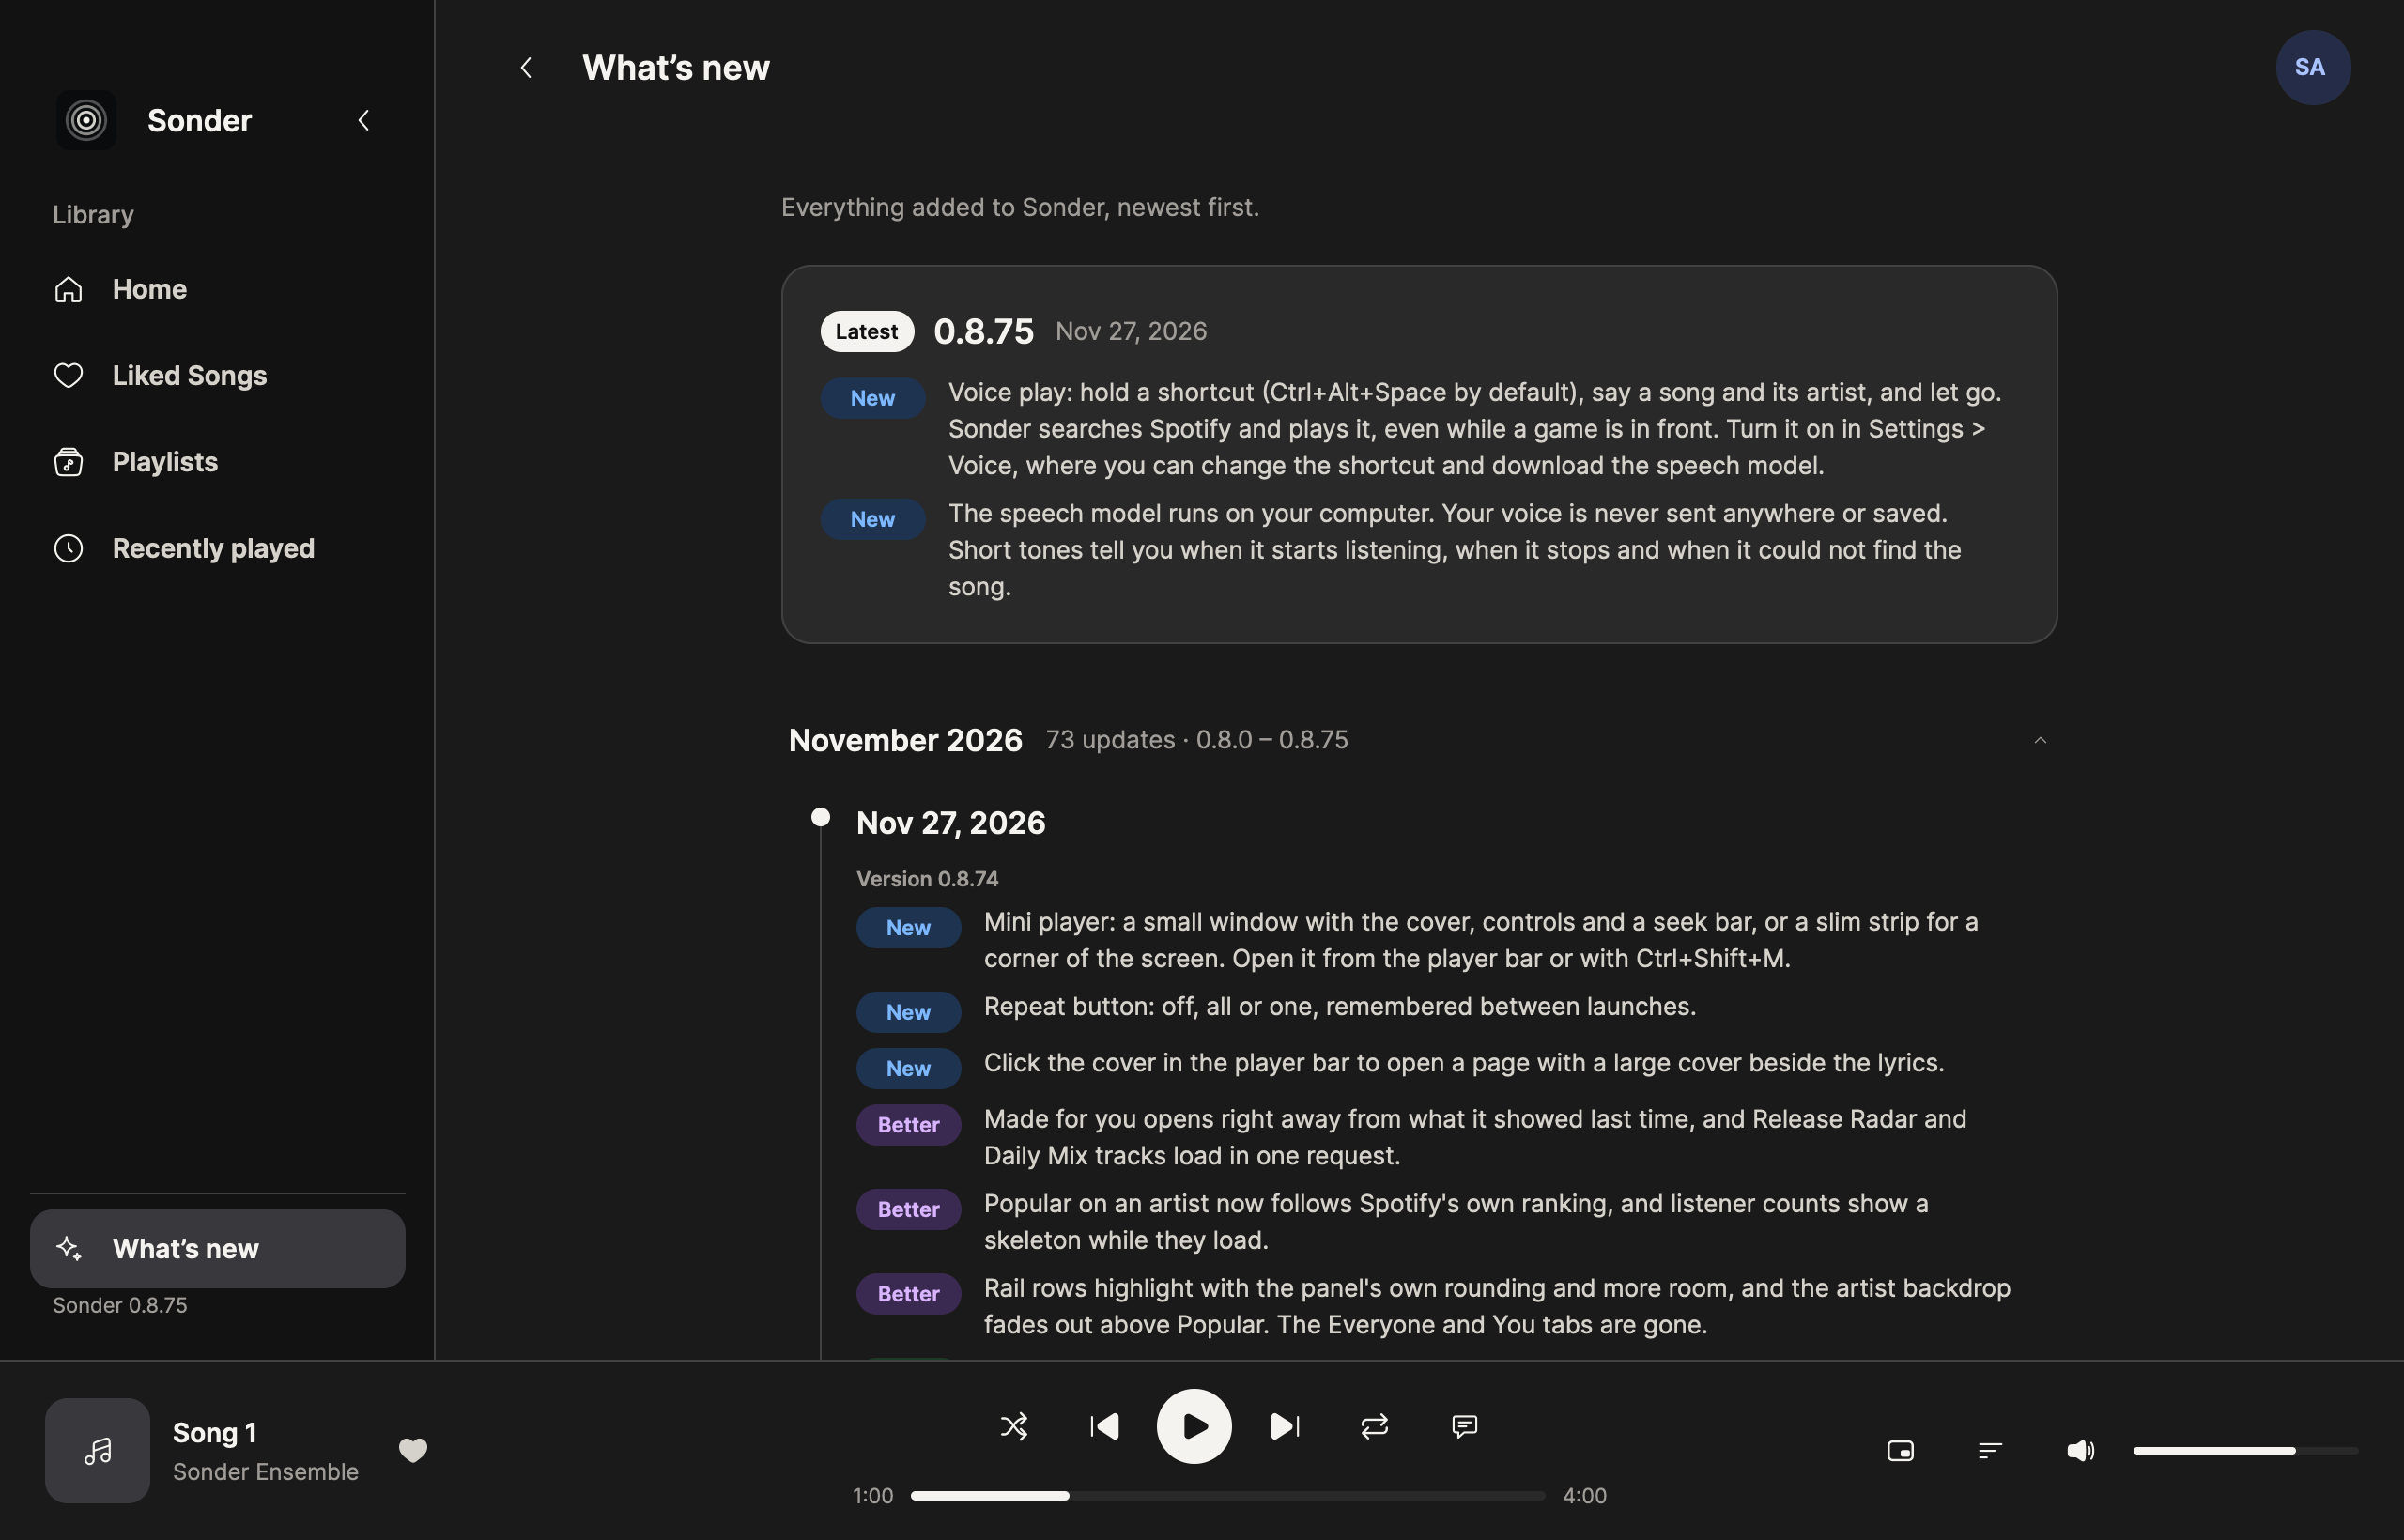 What’s new
SA
Sonder
Library
Home
Liked Songs
Playlists
Recently played
What’s new
Sonder 0.8.75
Everything added to Sonder, newest first.
Latest 0.8.75 Nov 27, 2026
New Voice play: hold a shortcut (Ctrl+Alt+Space by default), say a song and its artist, and let go.
Sonder searches Spotify and plays it, even while a game is in front. Turn it on in Settings >
Voice, where you can change the shortcut and download the speech model.
New The speech model runs on your computer. Your voice is never sent anywhere or saved.
Short tones tell you when it starts listening, when it stops and when it could not find the
song.
November 2026 73 updates · 0.8.0 – 0.8.75
Nov 27, 2026
Version 0.8.74
New Mini player: a small window with the cover, controls and a seek bar, or a slim strip for a
corner of the screen. Open it from the player bar or with Ctrl+Shift+M.
New Repeat button: off, all or one, remembered between launches.
New Click the cover in the player bar to open a page with a large cover beside the lyrics.
Better Made for you opens right away from what it showed last time, and Release Radar and
Daily Mix tracks load in one request.
Better Popular on an artist now follows Spotify's own ranking, and listener counts show a
skeleton while they load.
Better Rail rows highlight with the panel's own rounding and more room, and the artist backdrop
fades out above Popular. The Everyone and You tabs are gone.
Song 1
Sonder Ensemble
1:00
4:00